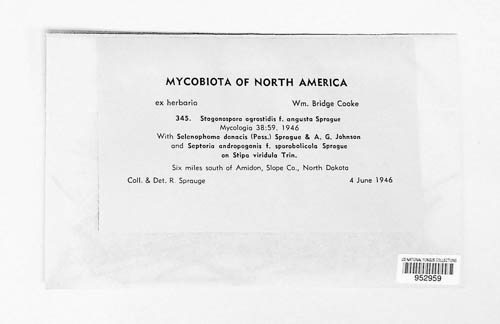 MYCOBIOTA OF NORTH AMERICA
ex herbario Wm. Bridge Cooke
345. Stagonospora agrostidis f. angusta Sprague
Mycologia 38:59. 1946
With Selenophoma donacis (Pass.) Sprague & A. G. Johnson
and Septoria andropogonis f. sporobolicola Sprague
on Stipa viridula Trin.
Six miles south of Amidon, Slope Co., North Dakota
Coll. & Det. R. Sprauge 4 June 1946
US NATIONAL FUNGUS COLLECTIONS
952959